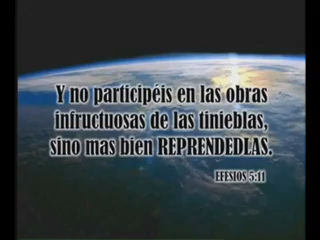 Y no participéis en las obras
infructuosas de las tinieblas,
sino mas bien REPRENDEDLAS.
EFESIOS 5:11